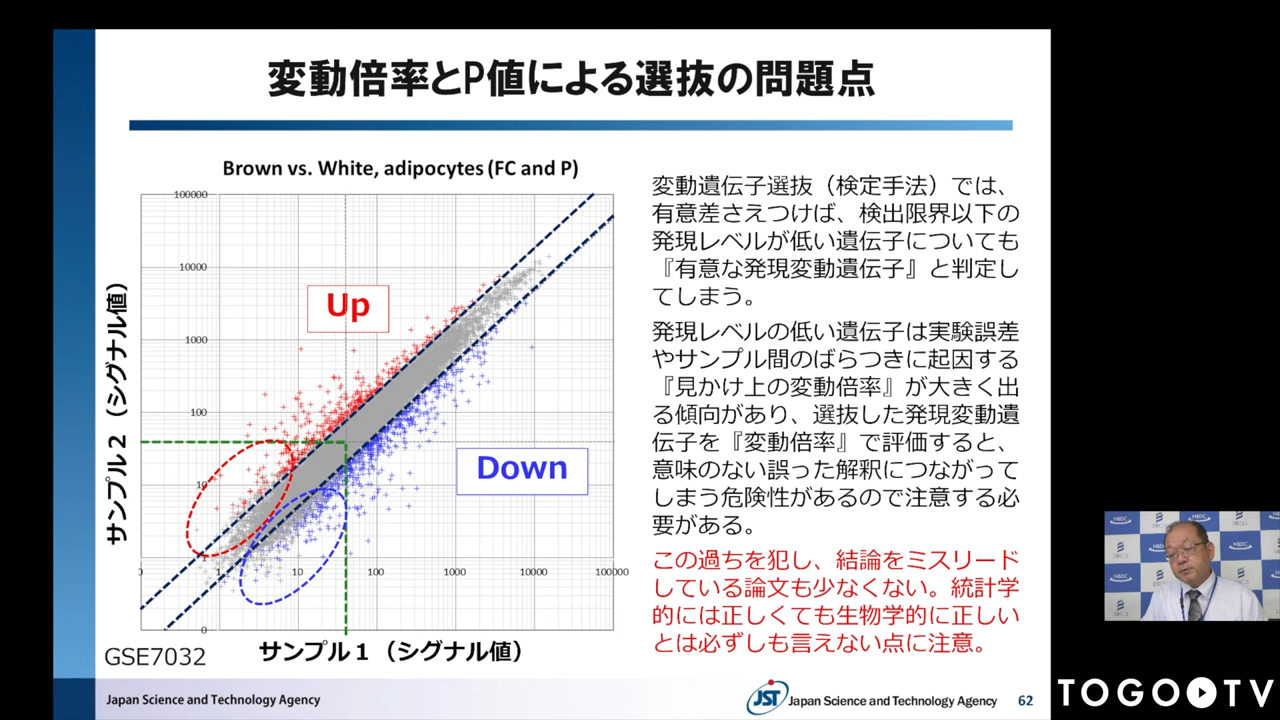 変動倍率とP値による選抜の問題点
Brown vs. White, adipocytes (FC and P)
100000
10000
1000
100
10
0
0
1
10
100
1000
10000
100000
Up
Down
サンプル2(シグナル値)
サンプル1(シグナル値)
GSE7032
変動遺伝子選抜(検定手法)では、
有意差さえつけば、検出限界以下の
発現レベルが低い遺伝子についても
『有意な発現変動遺伝子』と判定し
てしまう。
発現レベルの低い遺伝子は実験誤差
やサンプル間のばらつきに起因する
『見かけ上の変動倍率』が大きく出
る傾向があり、選抜した発現変動遺
伝子を『変動倍率』で評価すると、
意味のない誤った解釈につながって
しまう危険性があるので注意する必
要がある。
この過ちを犯し、結論をミスリード
している論文も少なくない。統計学
的には正しくても生物学的に正しい
とは必ずしも言えない点に注意。
Japan Science and Technology Agency
JST Japan Science and Technology Agency
62
NBDC
DBCLS
TOGO TV